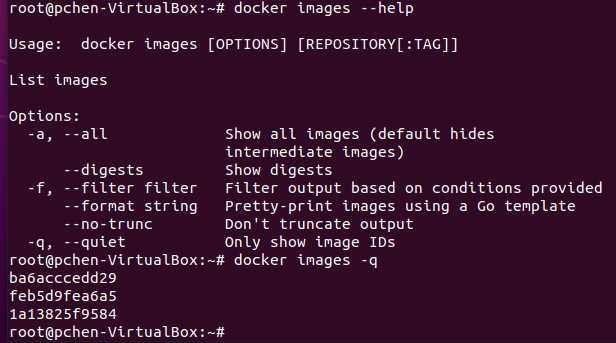 root@pchen-VirtualBox:~# docker images --help
Usage:  docker images [OPTIONS] [REPOSITORY[:TAG]]
List images
Options:
  -a, --all             Show all images (default hides
                        intermediate images)
      --digests         Show digests
  -f, --filter filter   Filter output based on conditions provided
      --format string   Pretty-print images using a Go template
      --no-trunc        Don't truncate output
  -q, --quiet           Only show image IDs
root@pchen-VirtualBox:~# docker images -q
ba6acccedd29
feb5d9fea6a5
1a13825f9584
root@pchen-VirtualBox:~#